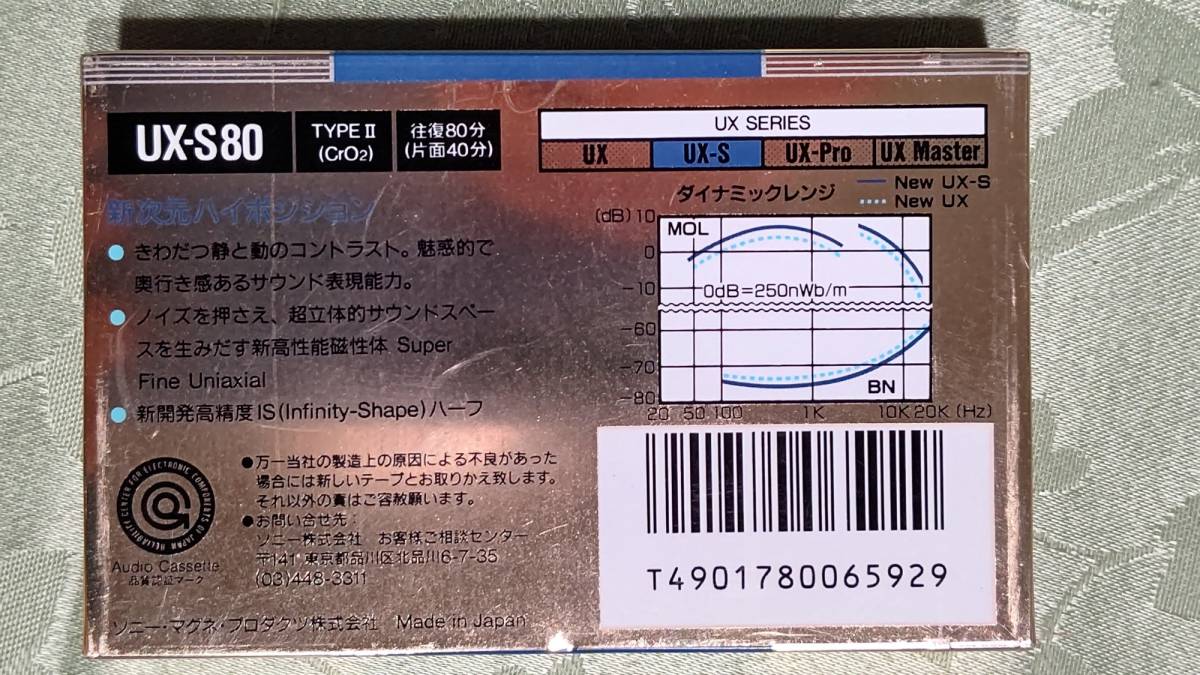 UX-S80
TYPE II
(CrO2)
往復80分
(片面40分)
UX SERIES
UX UX-S UX-Pro UX Master
新次元ハイポジション
きわだつ静と動のコントラスト。魅感的で
奥行き感あるサウンド表現能力。
ノイズを押さえ、超立体的サウンドスペー
スを生みだす新高性能磁性体 Super
Fine Uniaxial
新開発高精度IS(Infinity-Shape)ハーフ
ダイナミックレンジ
New UX-S
New UX
(dB) 10
MOL
0
-10
0dB=250nWb/m
-60
-70
BN
-80
20 50 100 1K 10K 20K (Hz)
RELIABILITY CENTER FOR ELECTRONIC COMPONENTS OF JAPAN
Audio Cassette
品質認証マーク
●万一当社の製造上の原因による不良があった
場合には新しいテープとお取りかえ致します。
それ以外の責はご容赦願います。
●お問い合せ先：
ソニー株式会社 お客様ご相談センター
〒141 東京都品川区北品川6-7-35
(03)448-3311
ソニー・マグネ・プロダクツ株式会社 Made in Japan
T4901780065929